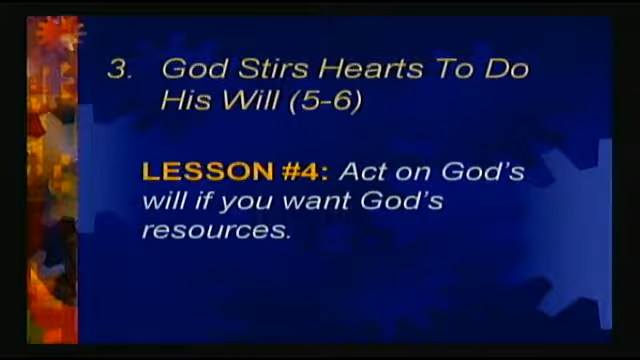 3. God Stirs Hearts To Do
His Will (5-6)
LESSON #4: Act on God's
will if you want God's
resources.